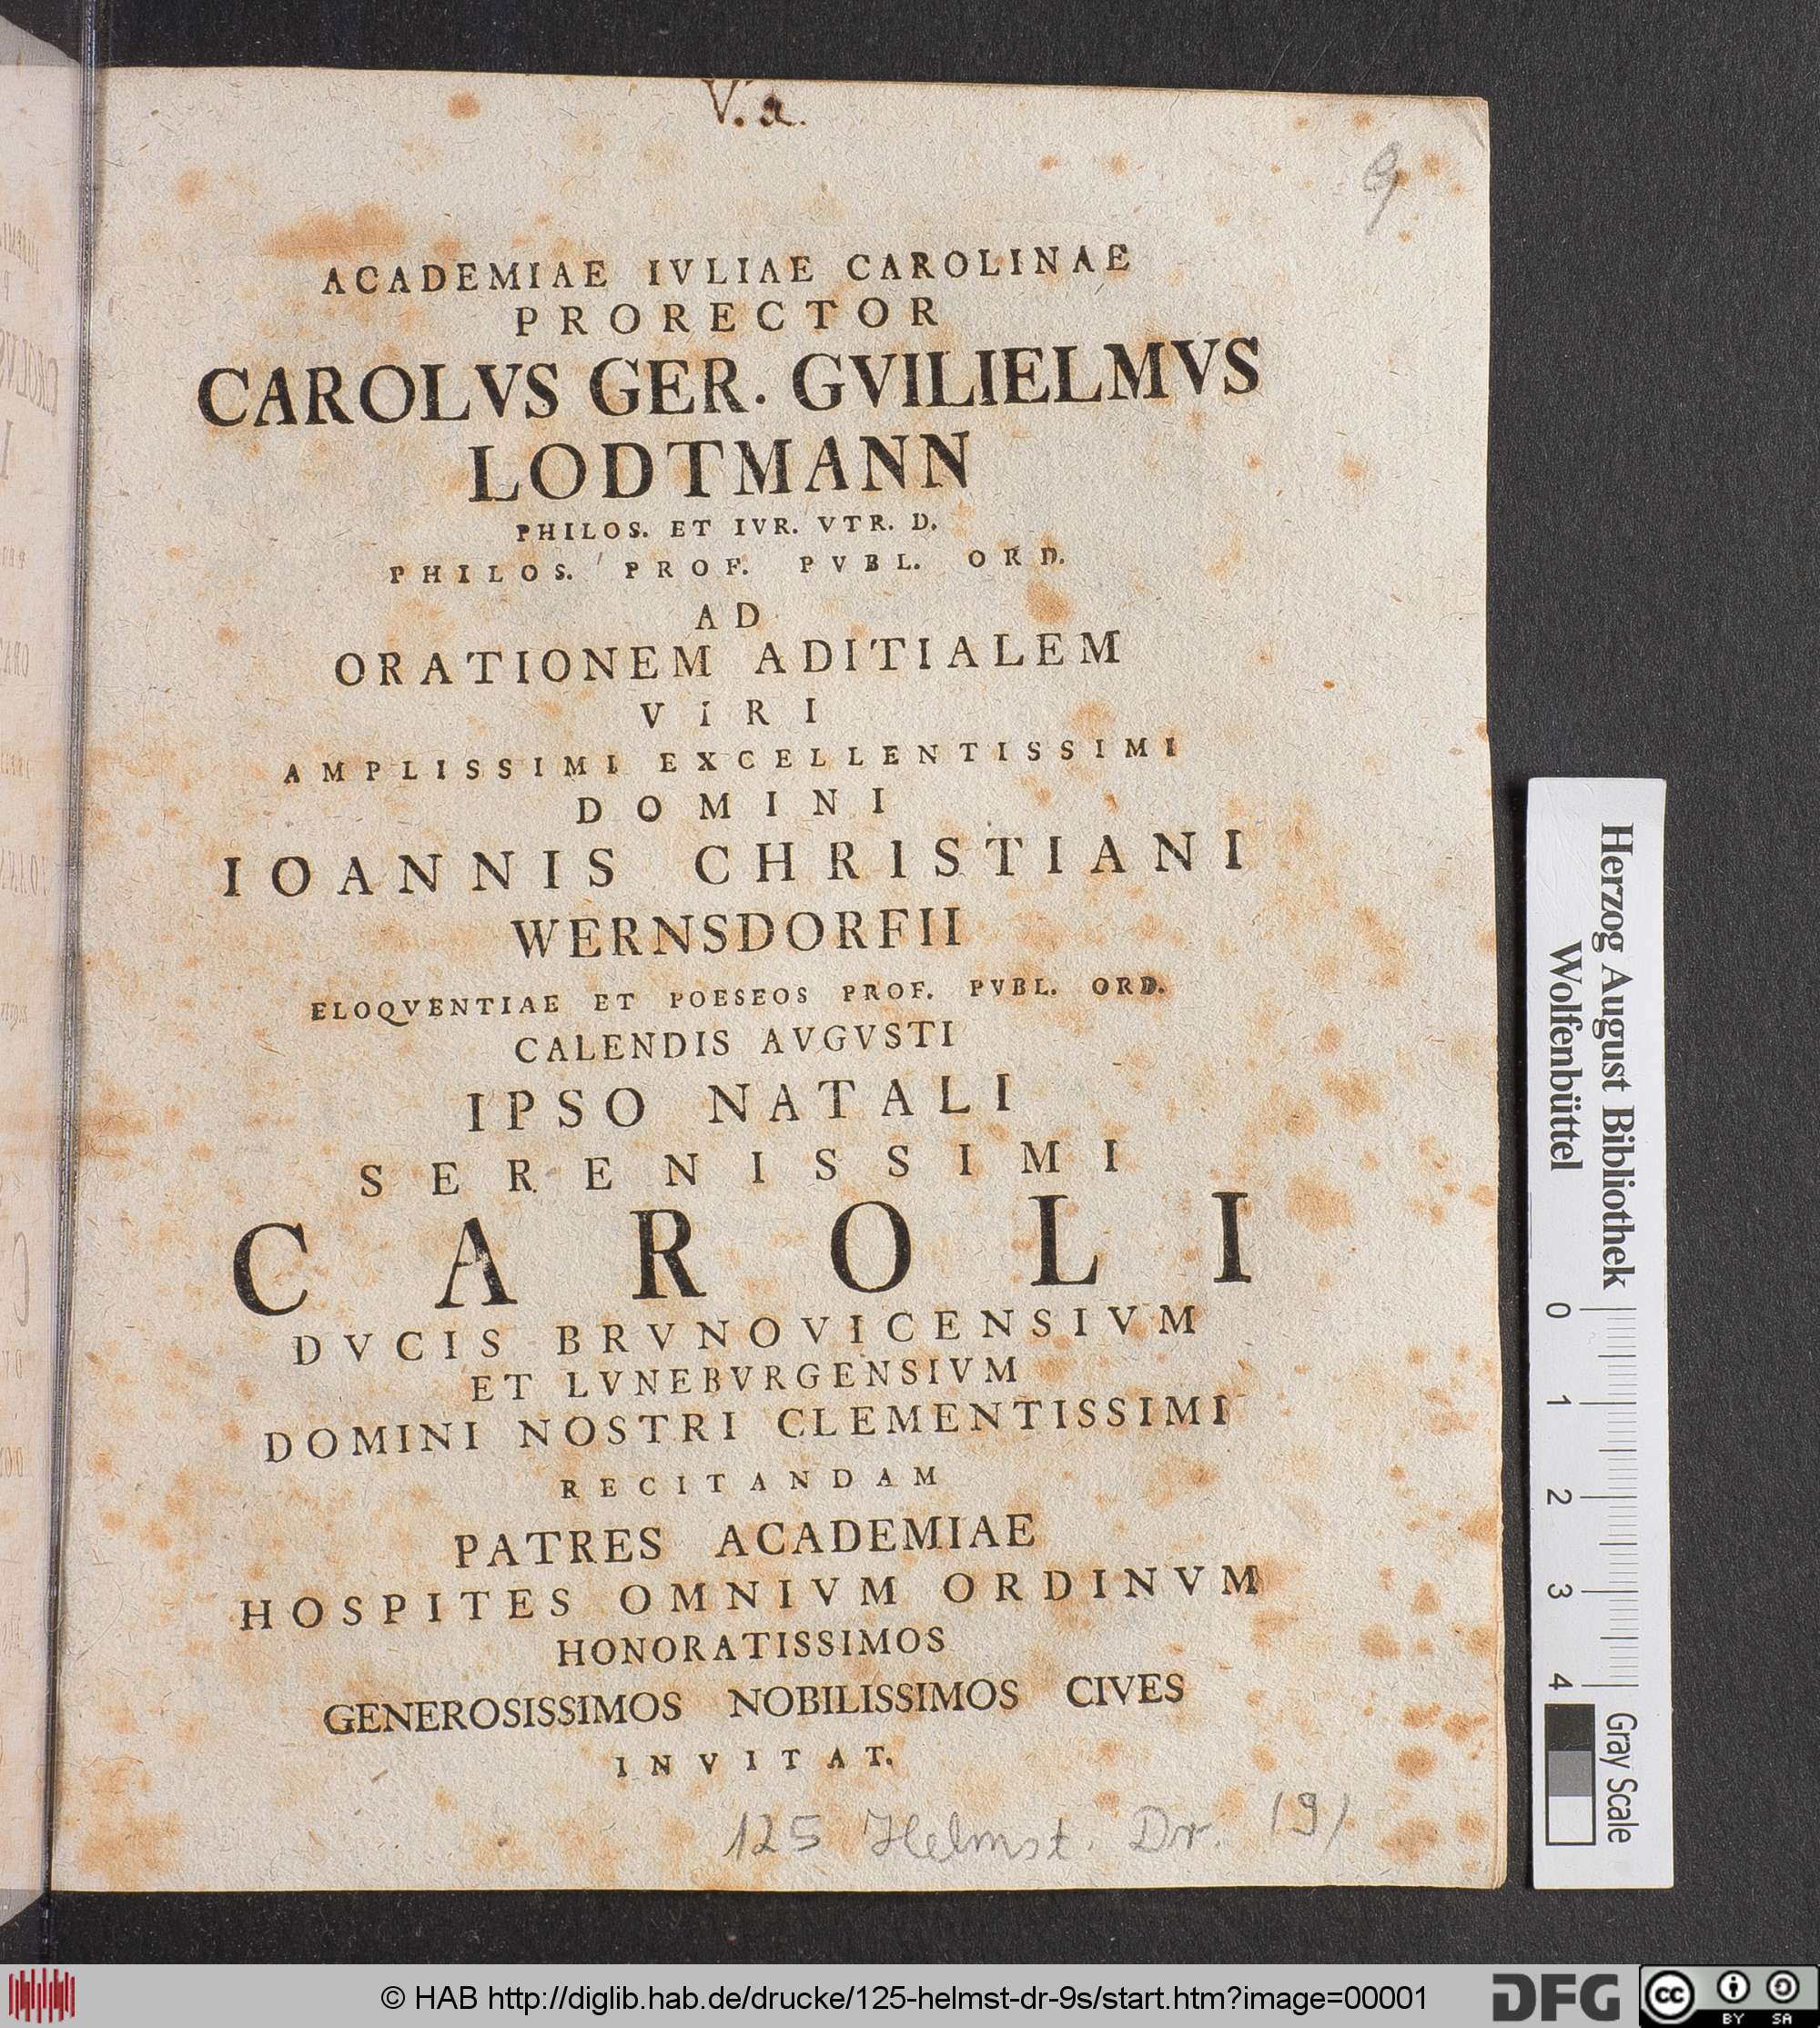 V. a.
9
ACADEMIAE IVLIAE CAROLINAE
PRORECTOR
CAROLVS GER. GVILIELMVS
LODTMANN
PHILOS. ET IVR. VTR. D.
PHILOS. PROF. PVBL. ORD.
AD
ORATIONEM ADITIALEM
VIRI
AMPLISSIMI EXCELLENTISSIMI
DOMINI
IOANNIS CHRISTIANI
WERNSDORFII
ELOQVENTIAE ET POESEOS PROF. PVBL. ORD.
CALENDIS AVGVSTI
IPSO NATALI
SERENISSIMI
CAROLI
DVCIS BRVNOVICENSIVM
ET LVNEBVRGENSIVM
DOMINI NOSTRI CLEMENTISSIMI
RECITANDAM
PATRES ACADEMIAE
HOSPITES OMNIVM ORDINVM
HONORATISSIMOS
GENEROSISSIMOS NOBILISSIMOS CIVES
INVITAT.
125 Helmst. Dr. (9)
Herzog August Bibliothek
Wolfenbüttel
0
1
2
3
4
Gray Scale
© HAB http://diglib.hab.de/drucke/125-helmst-dr-9s/start.htm?image=00001
DFG
cc BY SA